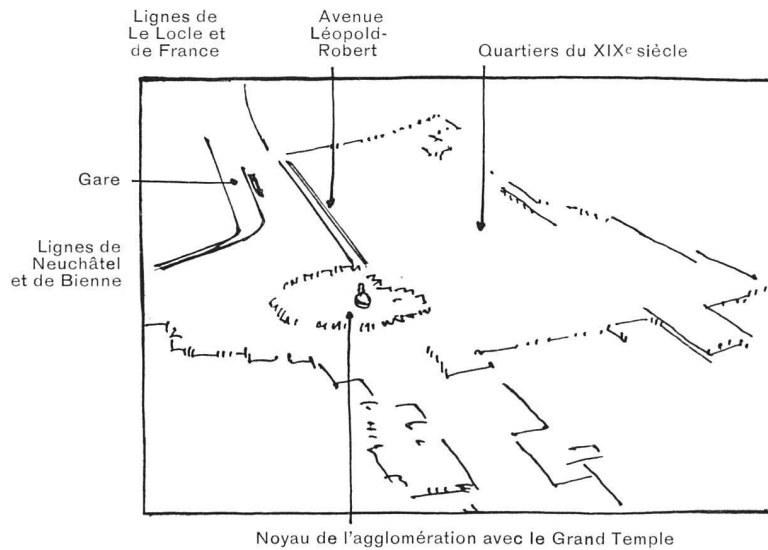 Lignes de
Le Locle et
de France
Avenue
Léopold-
Robert
Quartiers du XIXe siècle
Gare
Lignes de
Neuchâtel
et de Bienne
Noyau de l'agglomération avec le Grand Temple